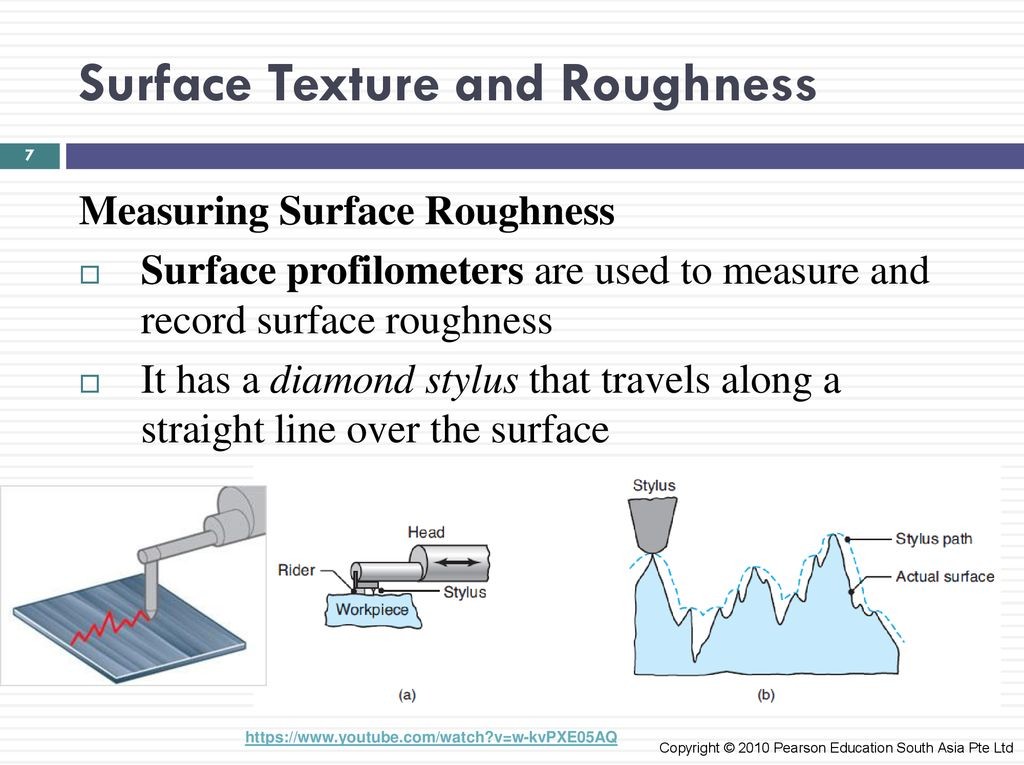 Surface Texture and Roughness
7
Measuring Surface Roughness
Surface profilometers are used to measure and
record surface roughness
It has a diamond stylus that travels along a
straight line over the surface
Head
Rider
Stylus
Workpiece
(a)
Stylus
Stylus path
Actual surface
(b)
https://www.youtube.com/watch?v=w-kvPXE05AQ
Copyright © 2010 Pearson Education South Asia Pte Ltd